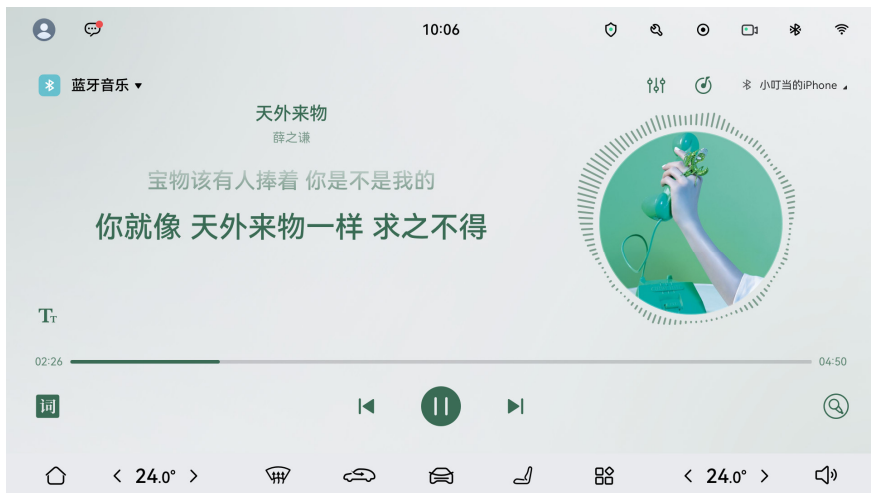 10:06
蓝牙音乐
小叮当的iPhone
天外来物
薛之谦
宝物该有人捧着 你是不是我的
你就像 天外来物一样 求之不得
TT
02:26
04:50
词
24.0°
24.0°